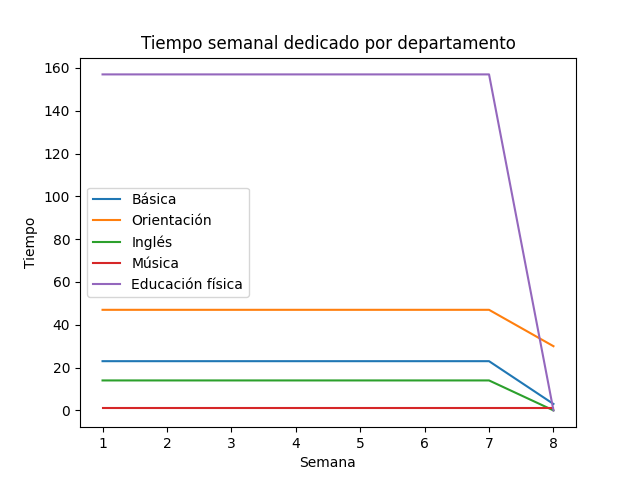 Tiempo semanal dedicado por departamento
160
140
120
100
80
60
40
20
0
Tiempo
Básica
Orientación
Inglés
Música
Educación física
1 2 3 4 5 6 7 8
Semana